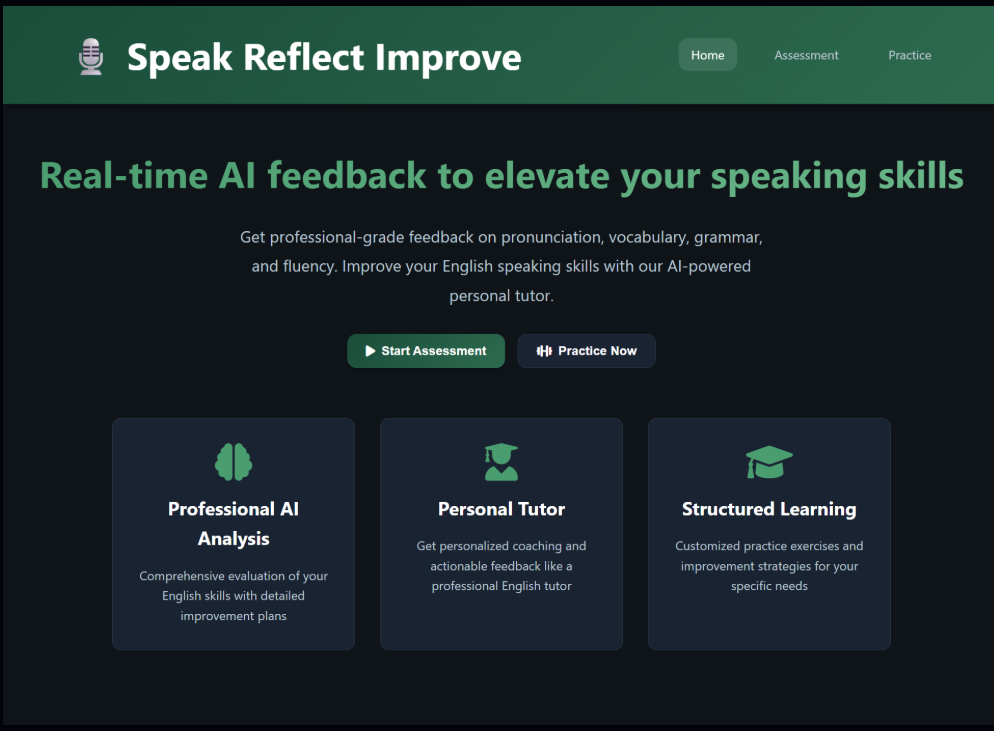 Speak Reflect Improve
Home
Assessment
Practice
Real-time AI feedback to elevate your speaking skills
Get professional-grade feedback on pronunciation, vocabulary, grammar,
and fluency. Improve your English speaking skills with our AI-powered
personal tutor.
Start Assessment
Practice Now
Professional AI
Analysis
Comprehensive evaluation of your
English skills with detailed
improvement plans
Personal Tutor
Get personalized coaching and
actionable feedback like a
professional English tutor
Structured Learning
Customized practice exercises and
improvement strategies for your
specific needs